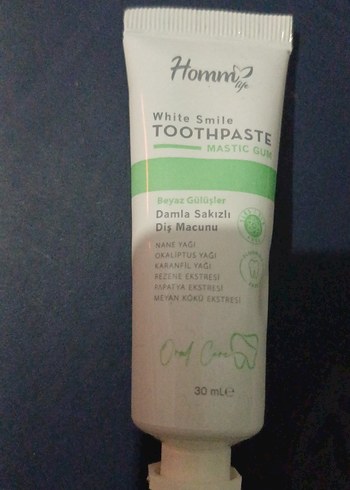 Homm
life
White Smile
TOOTHPASTE
MASTIC GUM
Beyaz Gülüşler
Damla Sakızlı
Diş Macunu
NANE YAĞI
OKALİPTUS YAĞI
KARANFİL YAĞI
REZENE EKSTRESİ
PAPATYA EKSTRESİ
MEYAN KÖKÜ EKSTRESİ
Oral Care
30 mL℮